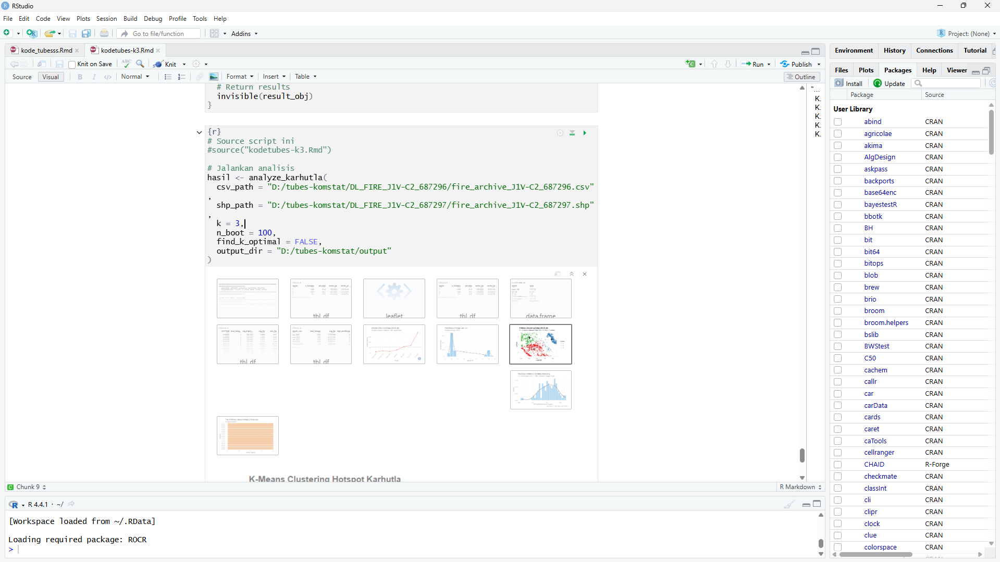 RStudio
File Edit Code View Plots Session Build Debug Profile Tools Help
Go to file/function Addins Project: (None)
kode_tubesss.Rmd kodetubes-k3.Rmd
Knit on Save ABC Knit Run Publish
Source Visual B I Normal Format Insert Table Outline
# Return results
invisible(result_obj)
}
{r}
# Source script ini
#source("kodetubes-k3.Rmd")
# Jalankan analisis
hasil <- analyze_karhutla(
csv_path = "D:/tubes-komstat/DL_FIRE_J1V-C2_687296/fire_archive_J1V-C2_687296.csv"
,
shp_path = "D:/tubes-komstat/DL_FIRE_J1V-C2_687297/fire_archive_J1V-C2_687297.shp"
,
k = 3,
n_boot = 100,
find_k_optimal = FALSE,
output_dir = "D:/tubes-komstat/output"
)
tbl_df leaflet tbl_df data.frame
tbl_df tbl_df
K-Means Clustering Hotspot Karhutla
"...
K.
K.
K.
K.
K.
Chunk 9 R Markdown
R 4.4.1 · ~/
[Workspace loaded from ~/.RData]
Loading required package: ROCR
>
Environment History Connections Tutorial
Files Plots Packages Help Viewer
Install Update
Package Source
User Library
abind CRAN
agricolae CRAN
akima CRAN
AlgDesign CRAN
askpass CRAN
backports CRAN
base64enc CRAN
bayestestR CRAN
bbotk CRAN
BH CRAN
bit CRAN
bit64 CRAN
bitops CRAN
blob CRAN
brew CRAN
brio CRAN
broom CRAN
broom.helpers CRAN
bslib CRAN
BWStest CRAN
C50 CRAN
cachem CRAN
callr CRAN
car CRAN
carData CRAN
cards CRAN
caret CRAN
caTools CRAN
cellranger CRAN
CHAID R-Forge
checkmate CRAN
classInt CRAN
cli CRAN
clipr CRAN
clock CRAN
clue CRAN
colorspace CRAN